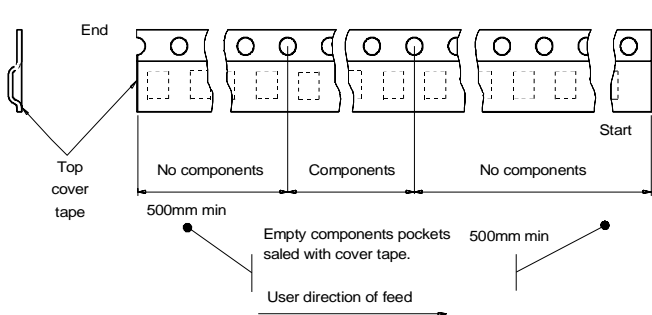 End
Start
Top
cover
tape
No components
Components
No components
500mm min
500mm min
Empty components pockets
saled with cover tape.
User direction of feed